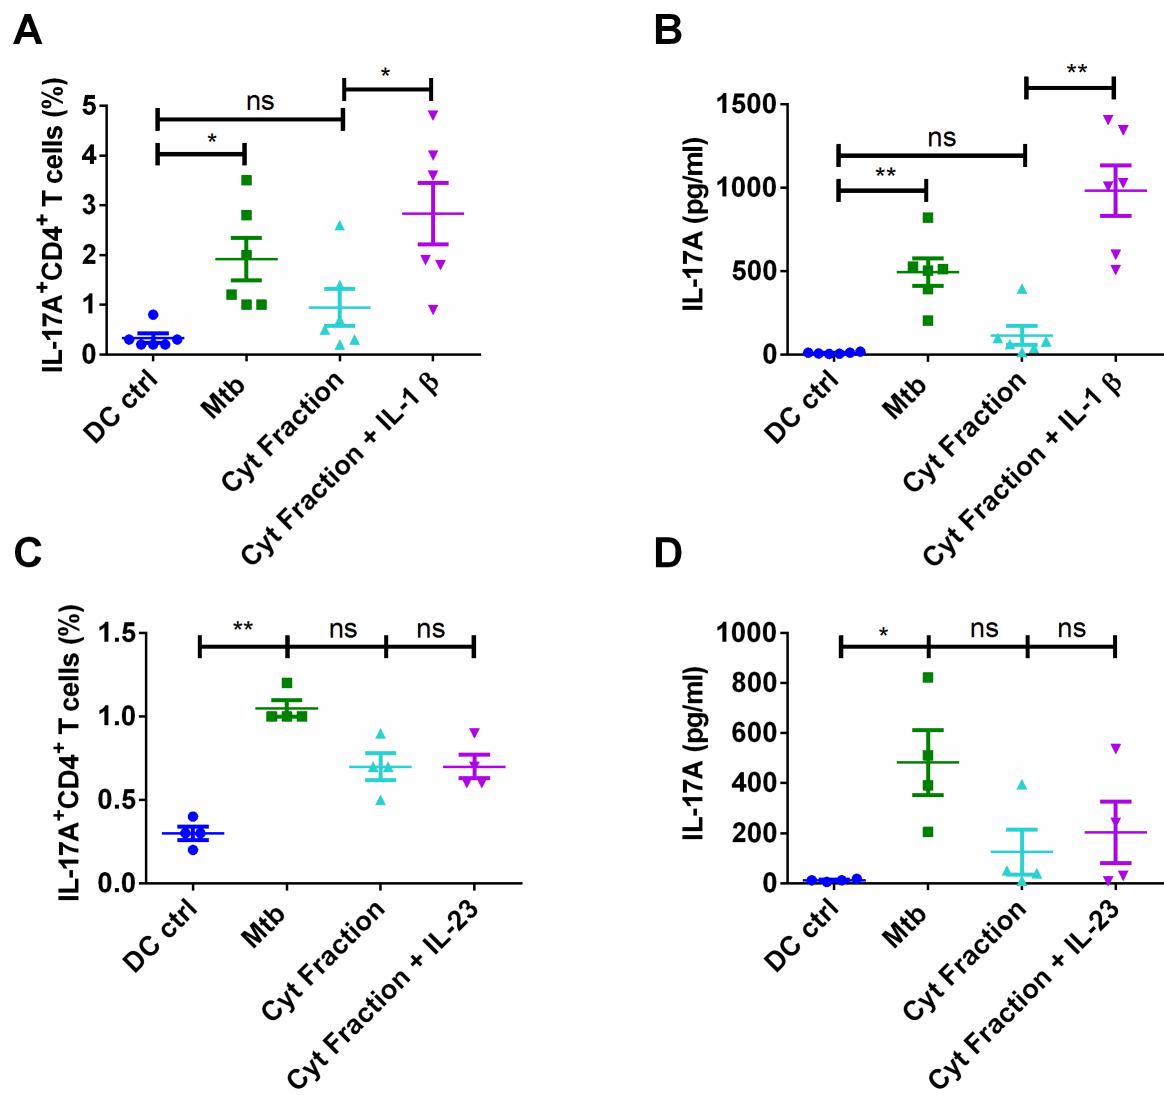 A
IL-17A+CD4+ T cells (%)
5
4
3
2
1
0
ns
*
*
DC ctrl
Mtb
Cyt Fraction
Cyt Fraction + IL-1 β
B
IL-17A (pg/ml)
1500
1000
500
0
**
ns
**
DC ctrl
Mtb
Cyt Fraction
Cyt Fraction + IL-1 β
C
IL-17A+CD4+ T cells (%)
1.5
1.0
0.5
0.0
**
ns
ns
DC ctrl
Mtb
Cyt Fraction
Cyt Fraction + IL-23
D
IL-17A (pg/ml)
1000
800
600
400
200
0
*
ns
ns
DC ctrl
Mtb
Cyt Fraction
Cyt Fraction + IL-23